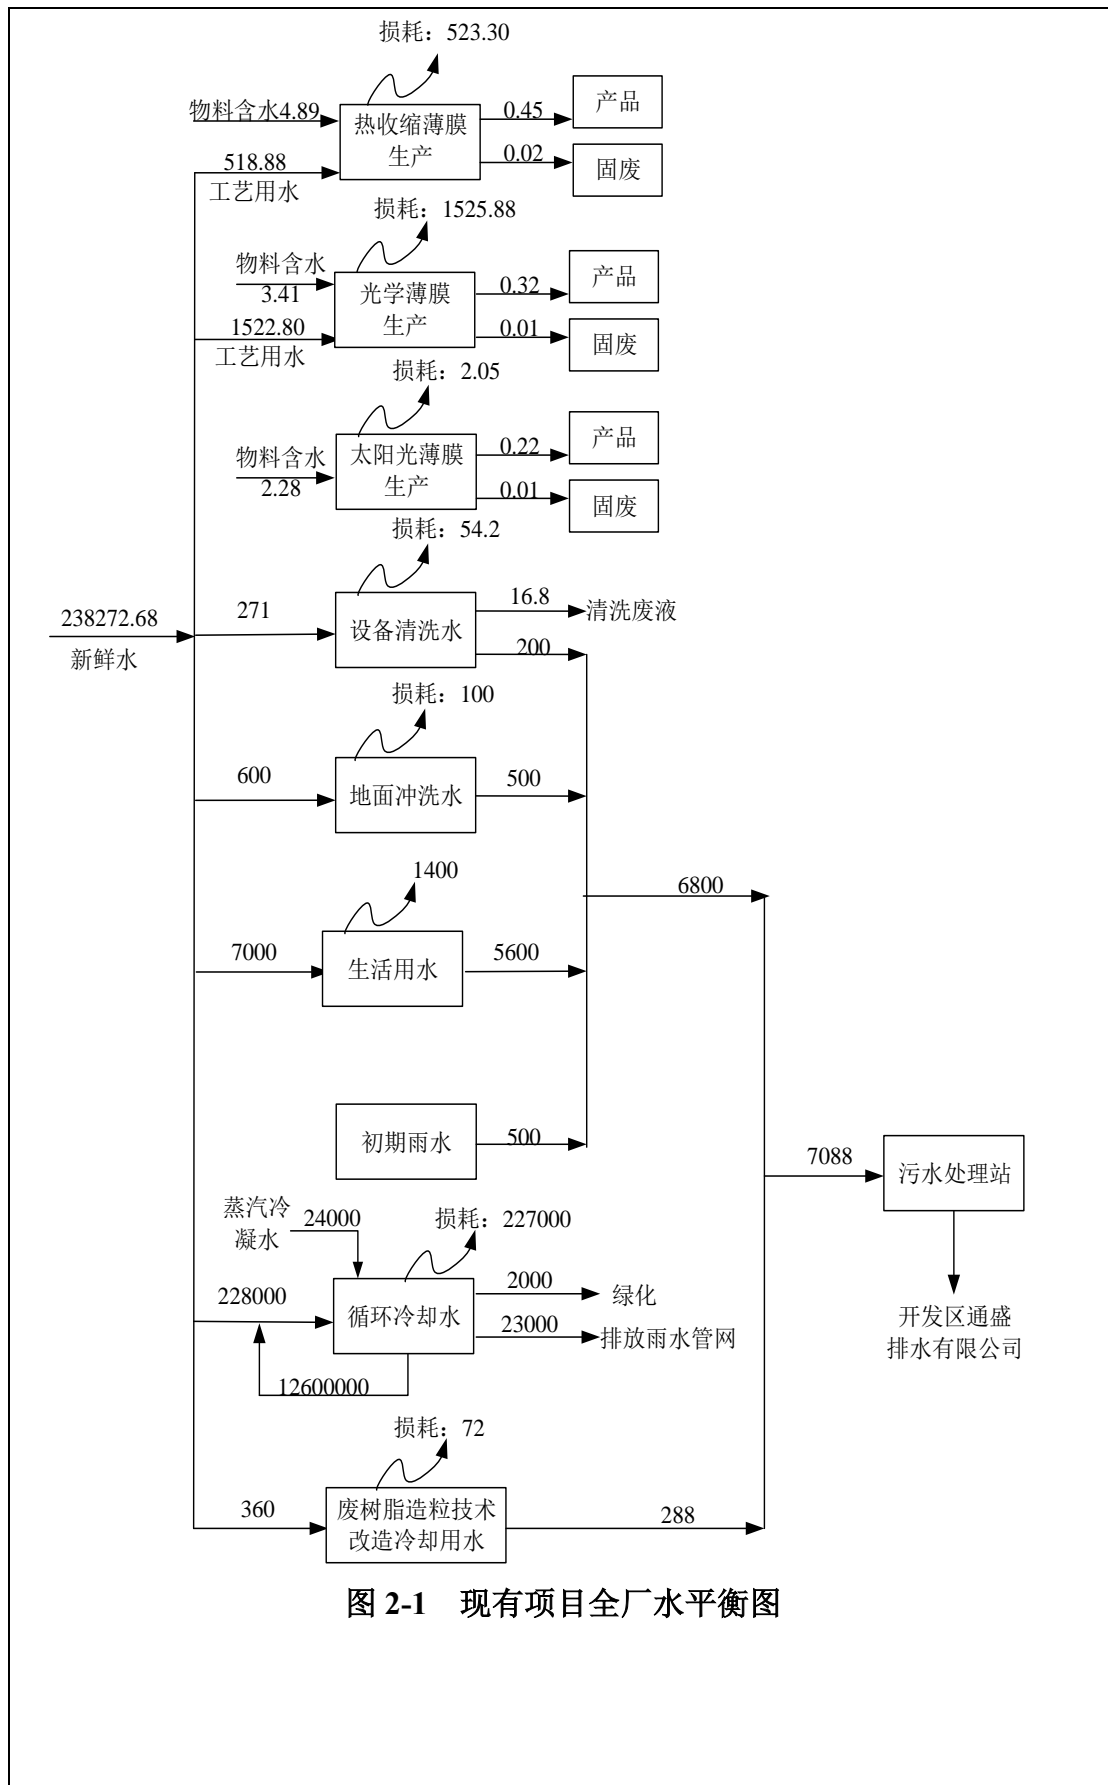 损耗：523.30
物料含水4.89
热收缩薄膜
生产
0.45
产品
0.02
固废
518.88
工艺用水
损耗：1525.88
物料含水
3.41
光学薄膜
生产
0.32
产品
0.01
固废
1522.80
工艺用水
损耗：2.05
物料含水
2.28
太阳光薄膜
生产
0.22
产品
0.01
固废
损耗：54.2
238272.68
新鲜水
271
设备清洗水
16.8
清洗废液
200
损耗：100
600
地面冲洗水
500
1400
7000
生活用水
5600
6800
初期雨水
500
7088
污水处理站
开发区通盛
排水有限公司
蒸汽冷
凝水
24000
损耗：227000
228000
循环冷却水
2000
绿化
23000
排放雨水管网
12600000
损耗：72
360
废树脂造粒技术
改造冷却用水
288
图 2-1 现有项目全厂水平衡图